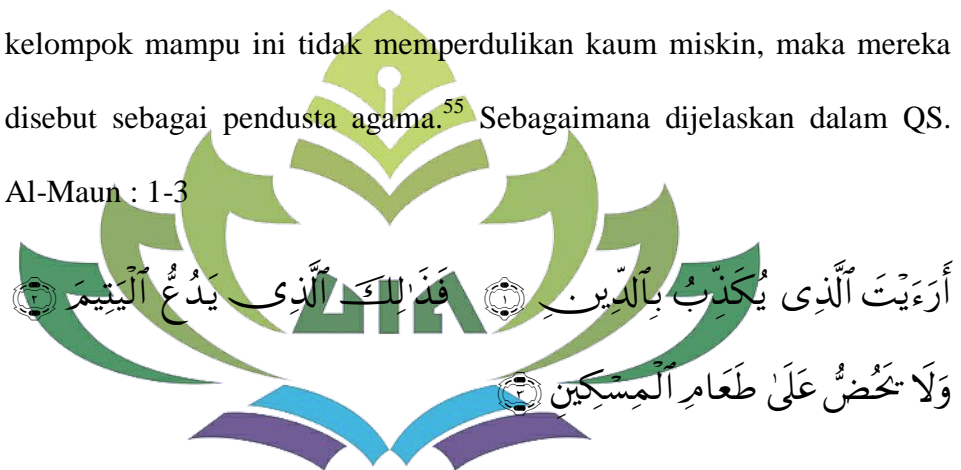 kelompok mampu ini tidak memperdulikan kaum miskin, maka mereka
disebut sebagai pendusta agama.55 Sebagaimana dijelaskan dalam QS.
Al-Maun : 1-3
أَرَءَيْتَ ٱلَّذِى يُكَذِّبُ بِٱلدِّينِ ١ فَذَٰلِكَ ٱلَّذِى يَدُعُّ ٱلْيَتِيمَ ٢
وَلَا يَحُضُّ عَلَىٰ طَعَامِ ٱلْمِسْكِينِ ٣